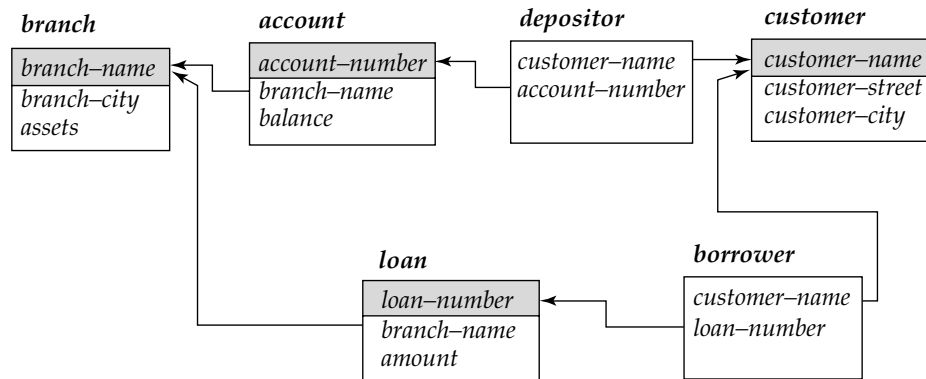 branch
branch–name
branch–city
assets
account
account–number
branch–name
balance
depositor
customer–name
account–number
customer
customer–name
customer–street
customer–city
loan
loan–number
branch–name
amount
borrower
customer–name
loan–number